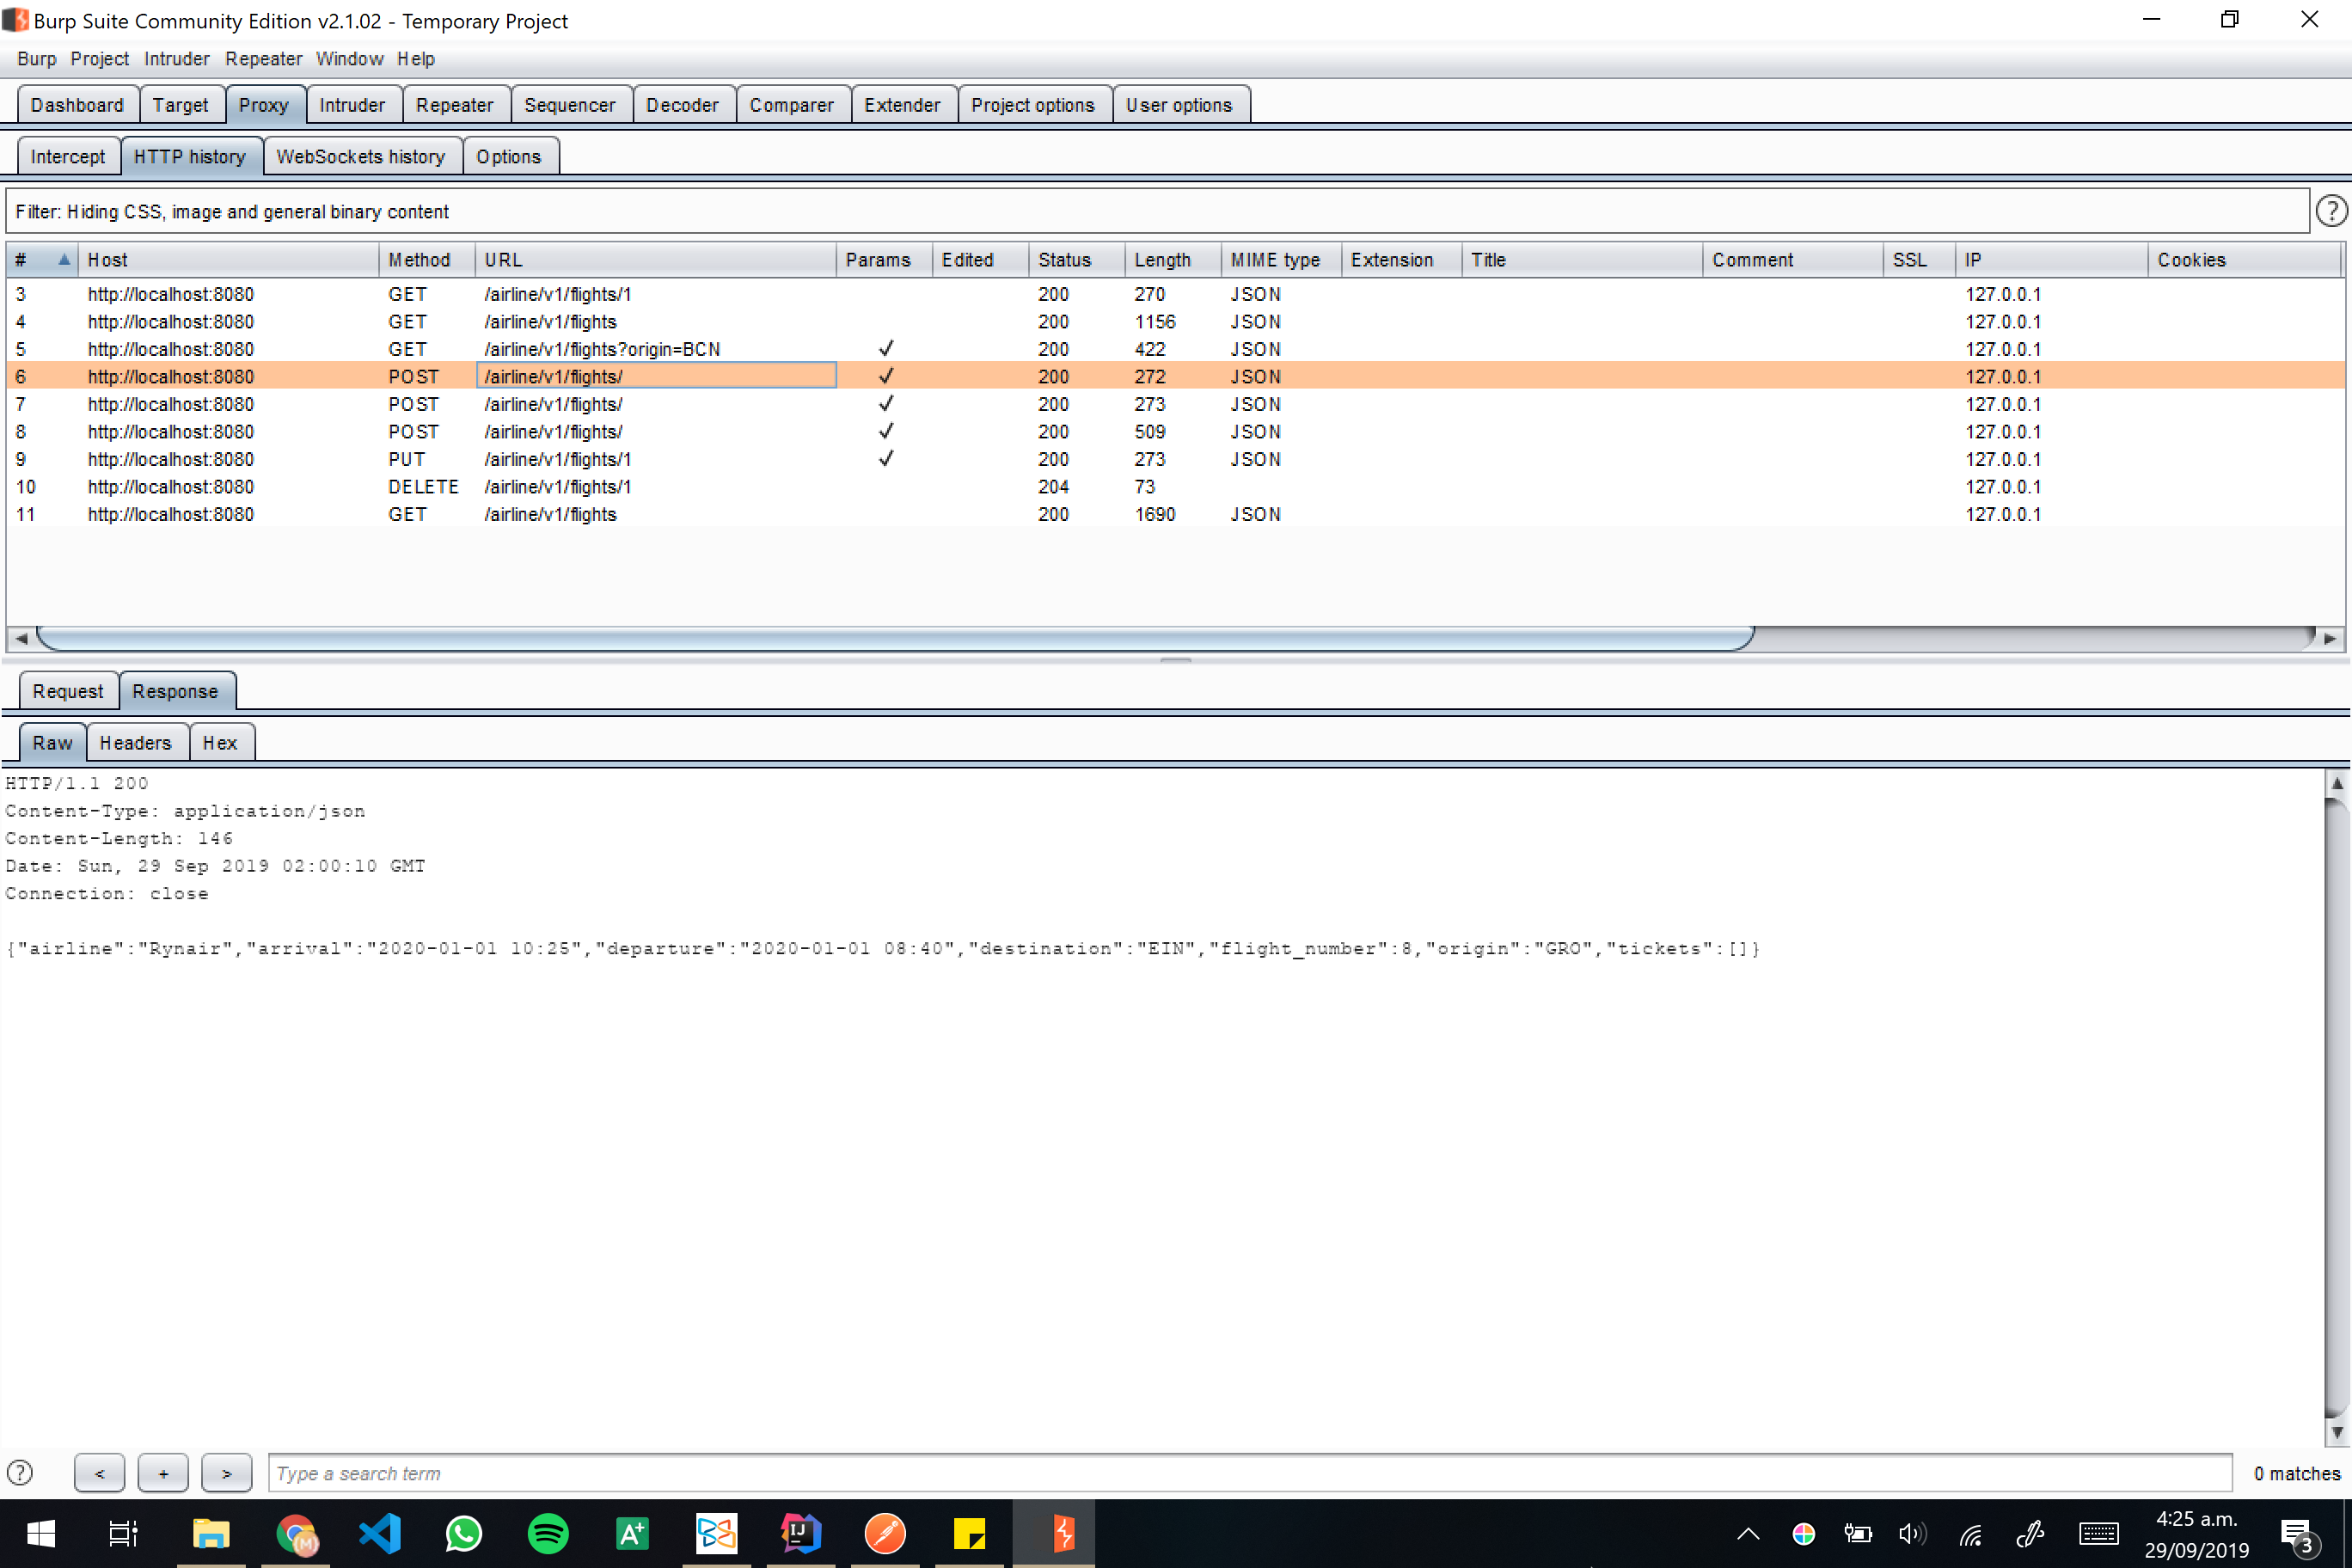 Burp Suite Community Edition v2.1.02 - Temporary Project
Burp Project Intruder Repeater Window Help
Dashboard Target Proxy Intruder Repeater Sequencer Decoder Comparer Extender Project options User options
Intercept HTTP history WebSockets history Options
Filter: Hiding CSS, image and general binary content ?
# Host Method URL Params Edited Status Length MIME type Extension Title Comment SSL IP Cookies
3 http://localhost:8080 GET /airline/v1/flights/1 200 270 JSON 127.0.0.1
4 http://localhost:8080 GET /airline/v1/flights 200 1156 JSON 127.0.0.1
5 http://localhost:8080 GET /airline/v1/flights?origin=BCN ✓ 200 422 JSON 127.0.0.1
6 http://localhost:8080 POST /airline/v1/flights/ ✓ 200 272 JSON 127.0.0.1
7 http://localhost:8080 POST /airline/v1/flights/ ✓ 200 273 JSON 127.0.0.1
8 http://localhost:8080 POST /airline/v1/flights/ ✓ 200 509 JSON 127.0.0.1
9 http://localhost:8080 PUT /airline/v1/flights/1 ✓ 200 273 JSON 127.0.0.1
10 http://localhost:8080 DELETE /airline/v1/flights/1 204 73 127.0.0.1
11 http://localhost:8080 GET /airline/v1/flights 200 1690 JSON 127.0.0.1
Request Response
Raw Headers Hex
HTTP/1.1 200
Content-Type: application/json
Content-Length: 146
Date: Sun, 29 Sep 2019 02:00:10 GMT
Connection: close
{"airline":"Rynair","arrival":"2020-01-01 10:25","departure":"2020-01-01 08:40","destination":"EIN","flight_number":8,"origin":"GRO","tickets":[]}
? < + > Type a search term 0 matches
M A+ IJ
4:25 a.m.
29/09/2019
3